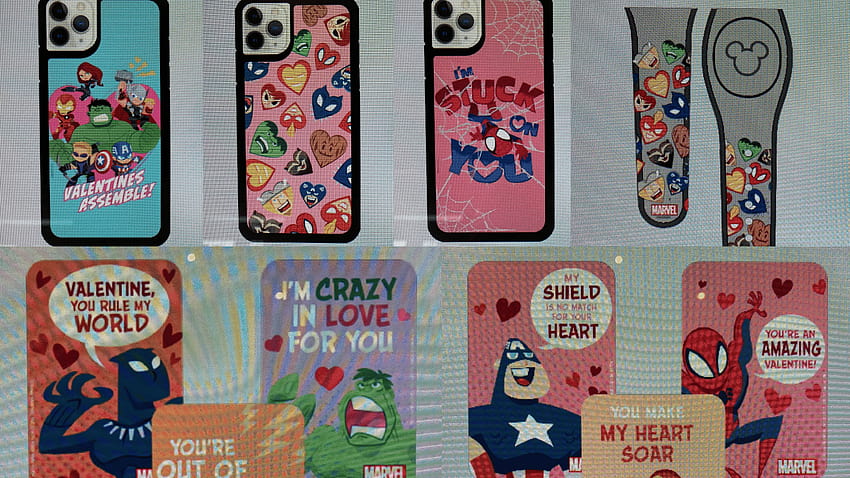 VALENTINES
ASSEMBLE!
I'M
STUCK
ON
YOU
MARVEL
VALENTINE,
YOU RULE MY
WORLD
I'M CRAZY
IN LOVE
FOR YOU
YOU'RE
OUT OF
MA
MARVEL
MY
SHIELD
IS NO MATCH
FOR YOUR
HEART
YOU'RE AN
AMAZING
VALENTINE!
YOU MAKE
MY HEART
SOAR
MA
MARVEL